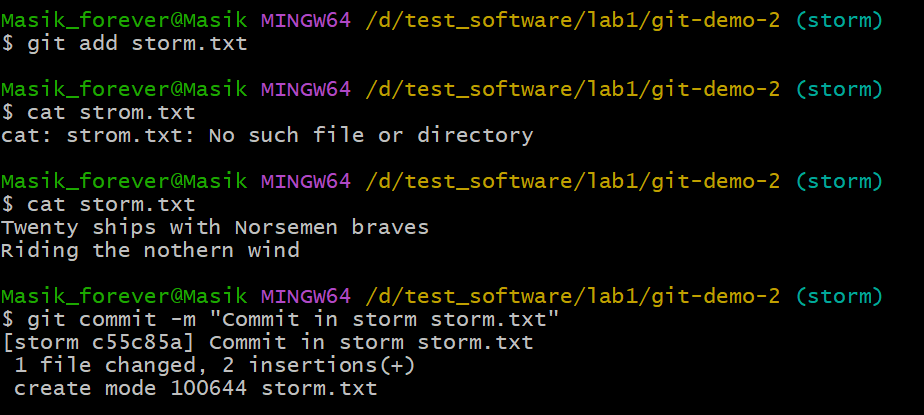 Masik_forever@Masik MINGW64 /d/test_software/lab1/git-demo-2 (storm)
$ git add storm.txt
Masik_forever@Masik MINGW64 /d/test_software/lab1/git-demo-2 (storm)
$ cat strom.txt
cat: strom.txt: No such file or directory
Masik_forever@Masik MINGW64 /d/test_software/lab1/git-demo-2 (storm)
$ cat storm.txt
Twenty ships with Norsemen braves
Riding the nothern wind
Masik_forever@Masik MINGW64 /d/test_software/lab1/git-demo-2 (storm)
$ git commit -m "Commit in storm storm.txt"
[storm c55c85a] Commit in storm storm.txt
 1 file changed, 2 insertions(+)
 create mode 100644 storm.txt